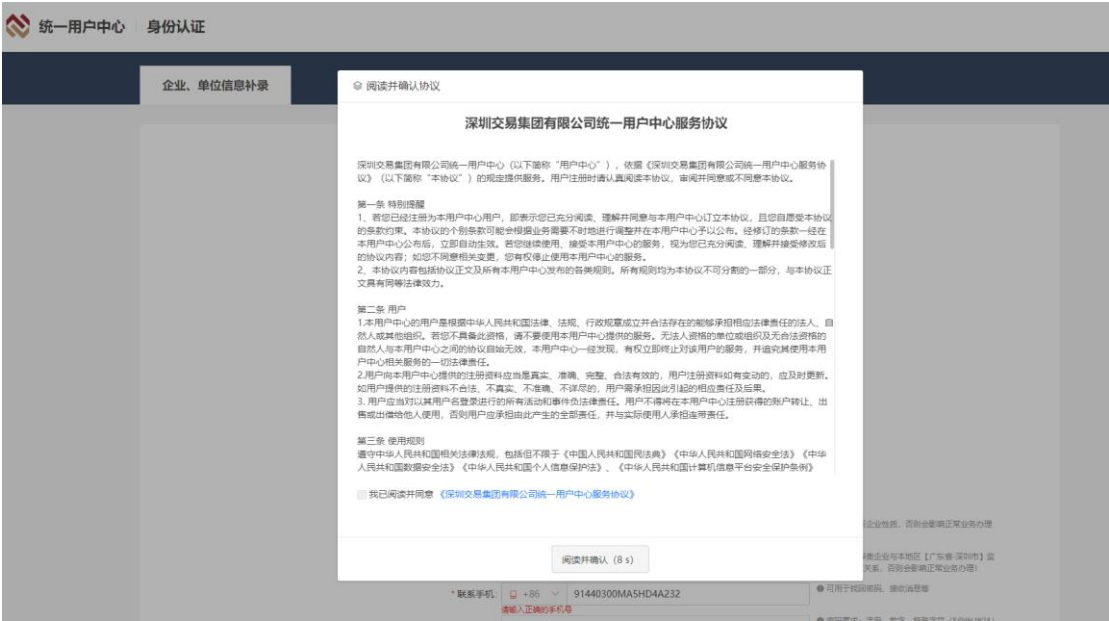 统一用户中心 身份认证
企业、单位信息补录
阅读并确认协议
深圳交易集团有限公司统一用户中心服务协议
深圳交易集团有限公司统一用户中心（以下简称“用户中心”），依据《深圳交易集团有限公司统一用户中心服务协
议》（以下简称“本协议”）的规定提供服务。用户注册时请认真阅读本协议，审阅并同意或不同意本协议。
第一条 特别提醒
1、若您已经注册为本用户中心用户，即表示您已充分阅读、理解并同意与本用户中心订立本协议，且您自愿受本协议
的条款约束。本协议的个别条款可能会根据业务需要不时地进行调整并在本用户中心予以公布。经修订的条款一经在
本用户中心公布后，立即自动生效。若您继续使用、接受本用户中心的服务，视为您已充分阅读、理解并接受修改后
的协议内容；如您不同意相关变更，您有权停止使用本用户中心的服务。
2、本协议内容包括协议正文及所有本用户中心发布的各类规则。所有规则均为本协议不可分割的一部分，与本协议正
文具有同等法律效力。
第二条 用户
1.本用户中心的用户是根据中华人民共和国法律、法规、行政规章成立并合法存在的能够承担相应法律责任的法人、自
然人或其他组织。若您不具备此资格，请不要使用本用户中心提供的服务。无法人资格的单位或组织及无合法资格的
自然人与本用户中心之间的协议自始无效，本用户中心一经发现，有权立即终止对该用户的服务，并追究其使用本用
户中心相关服务的一切法律责任。
2.用户向本用户中心提供的注册资料应当是真实、准确、完整、合法有效的，用户注册资料如有变动的，应及时更新。
如用户提供的注册资料不合法、不真实、不准确、不详尽的，用户需承担因此引起的相应责任及后果。
3. 用户应当对以其用户名登录进行的所有活动和事件负法律责任。用户不得将在本用户中心注册获得的账户转让、出
售或出借给他人使用，否则用户应承担由此产生的全部责任，并与实际使用人承担连带责任。
第三条 使用规则
遵守中华人民共和国相关法律法规，包括但不限于《中国人民共和国民法典》《中华人民共和国网络安全法》《中华
人民共和国数据安全法》《中华人民共和国个人信息保护法》、《中华人民共和国计算机信息平台安全保护条例》
我已阅读并同意 《深圳交易集团有限公司统一用户中心服务协议》
企业性质，否则会影响正常业务办理
阅读并确认（8 s）
企业与本地区【广东省-深圳市】监
关系，否则会影响正常业务办理！
* 联系手机: +86 91440300MA5HD4A232 可用于找回密码、接收消息等
请输入正确的手机号